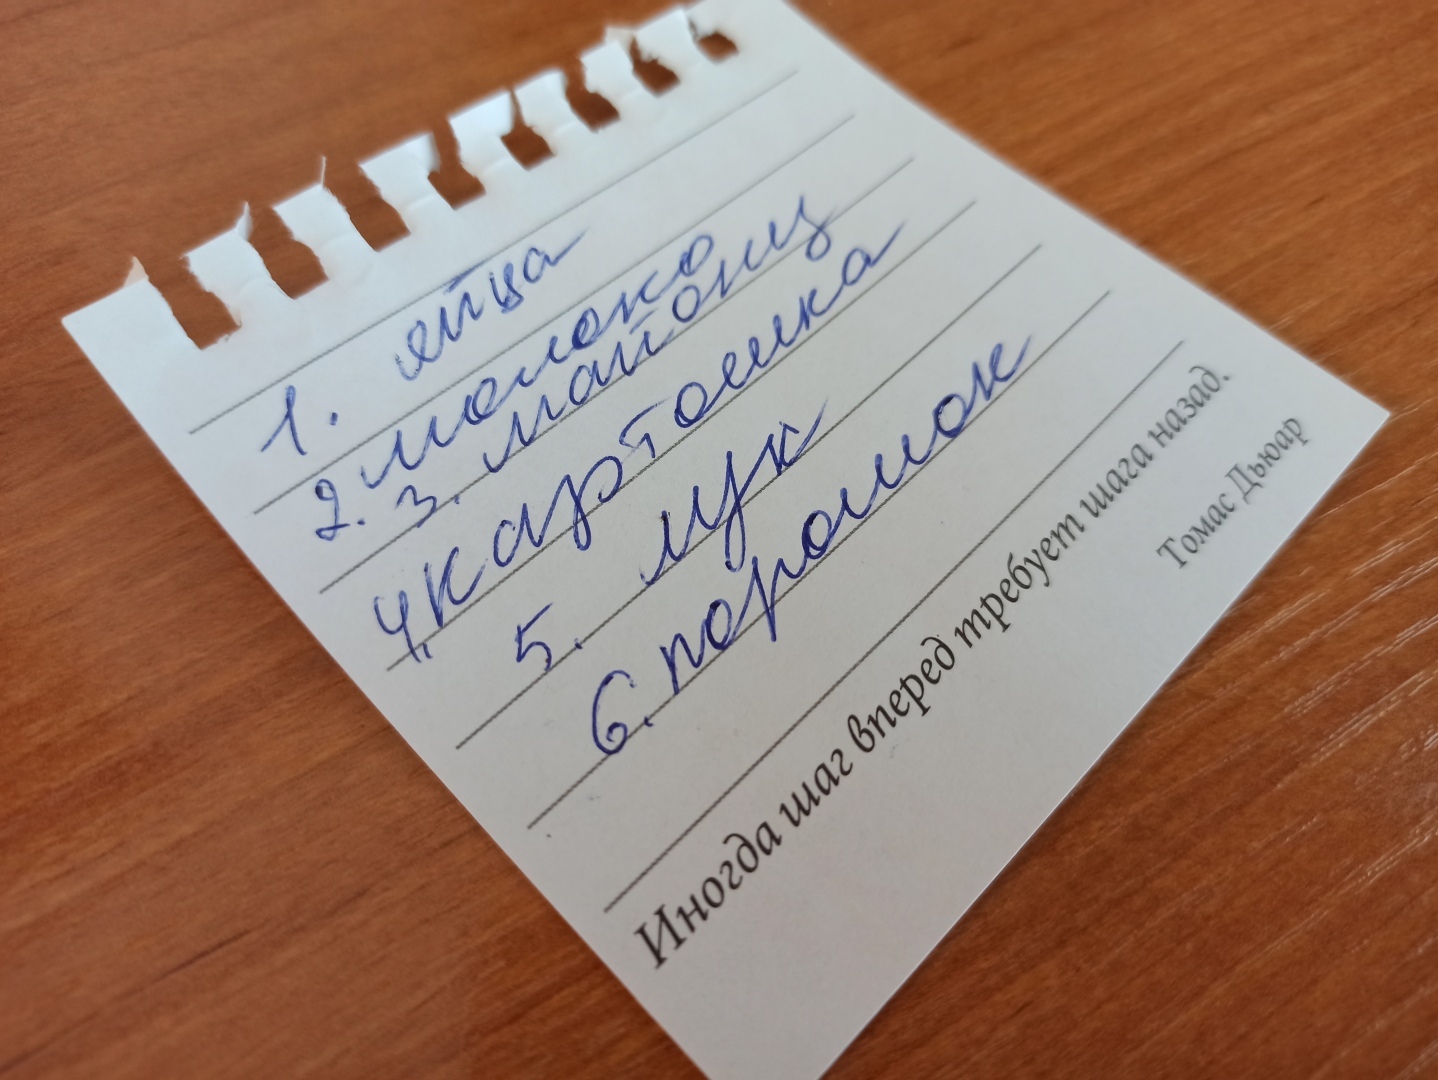 1. яйца
2. молоко
3. майонз
4. картошка
5. лук
6. порошок
Иногда шаг вперед требует шага назад.
Томас Дьюар